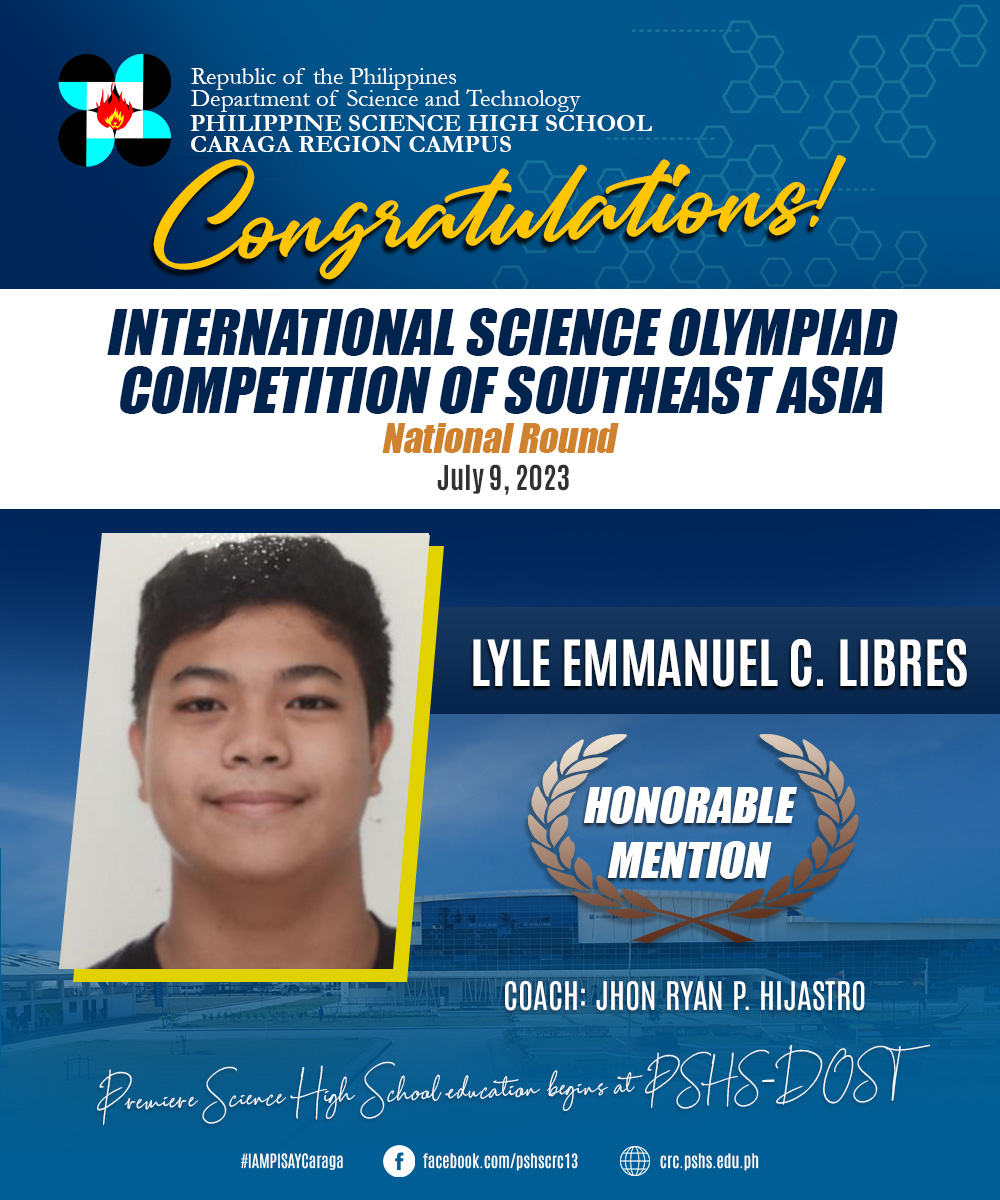 Republic of the Philippines
Department of Science and Technology
PHILIPPINE SCIENCE HIGH SCHOOL
CARAGA REGION CAMPUS
Congratulations!
INTERNATIONAL SCIENCE OLYMPIAD
COMPETITION OF SOUTHEAST ASIA
National Round
July 9, 2023
LYLE EMMANUEL C. LIBRES
HONORABLE
MENTION
COACH: JHON RYAN P. HIJASTRO
Premiere Science High School education begins at PSHS-DOST
#IAMPISAYCaraga facebook.com/pshscrc13 crc.pshs.edu.ph